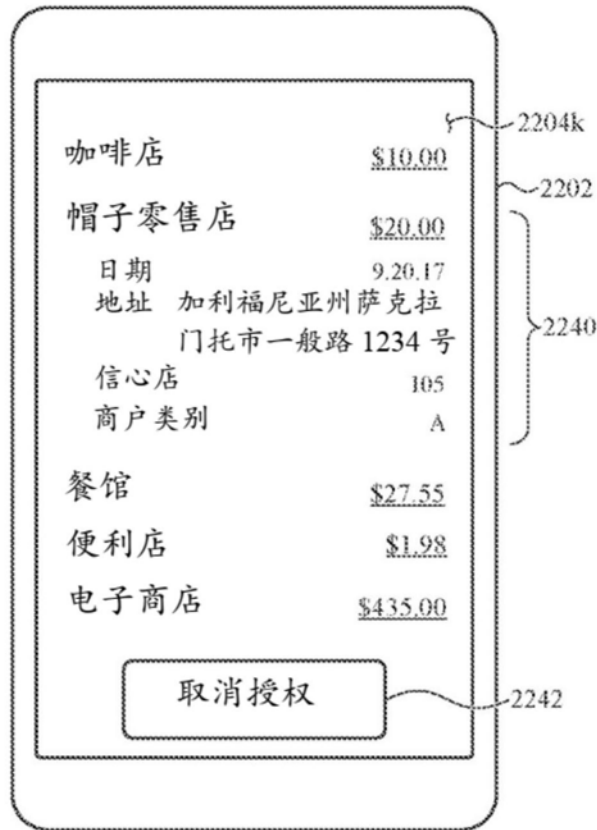 2204k
咖啡店 $10.00
2202
帽子零售店 $20.00
日期 9.20.17
地址 加利福尼亚州萨克拉
门托市一般路 1234 号
2240
信心店 105
商户类别 A
餐馆 $27.55
便利店 $1.98
电子商店 $435.00
取消授权
2242